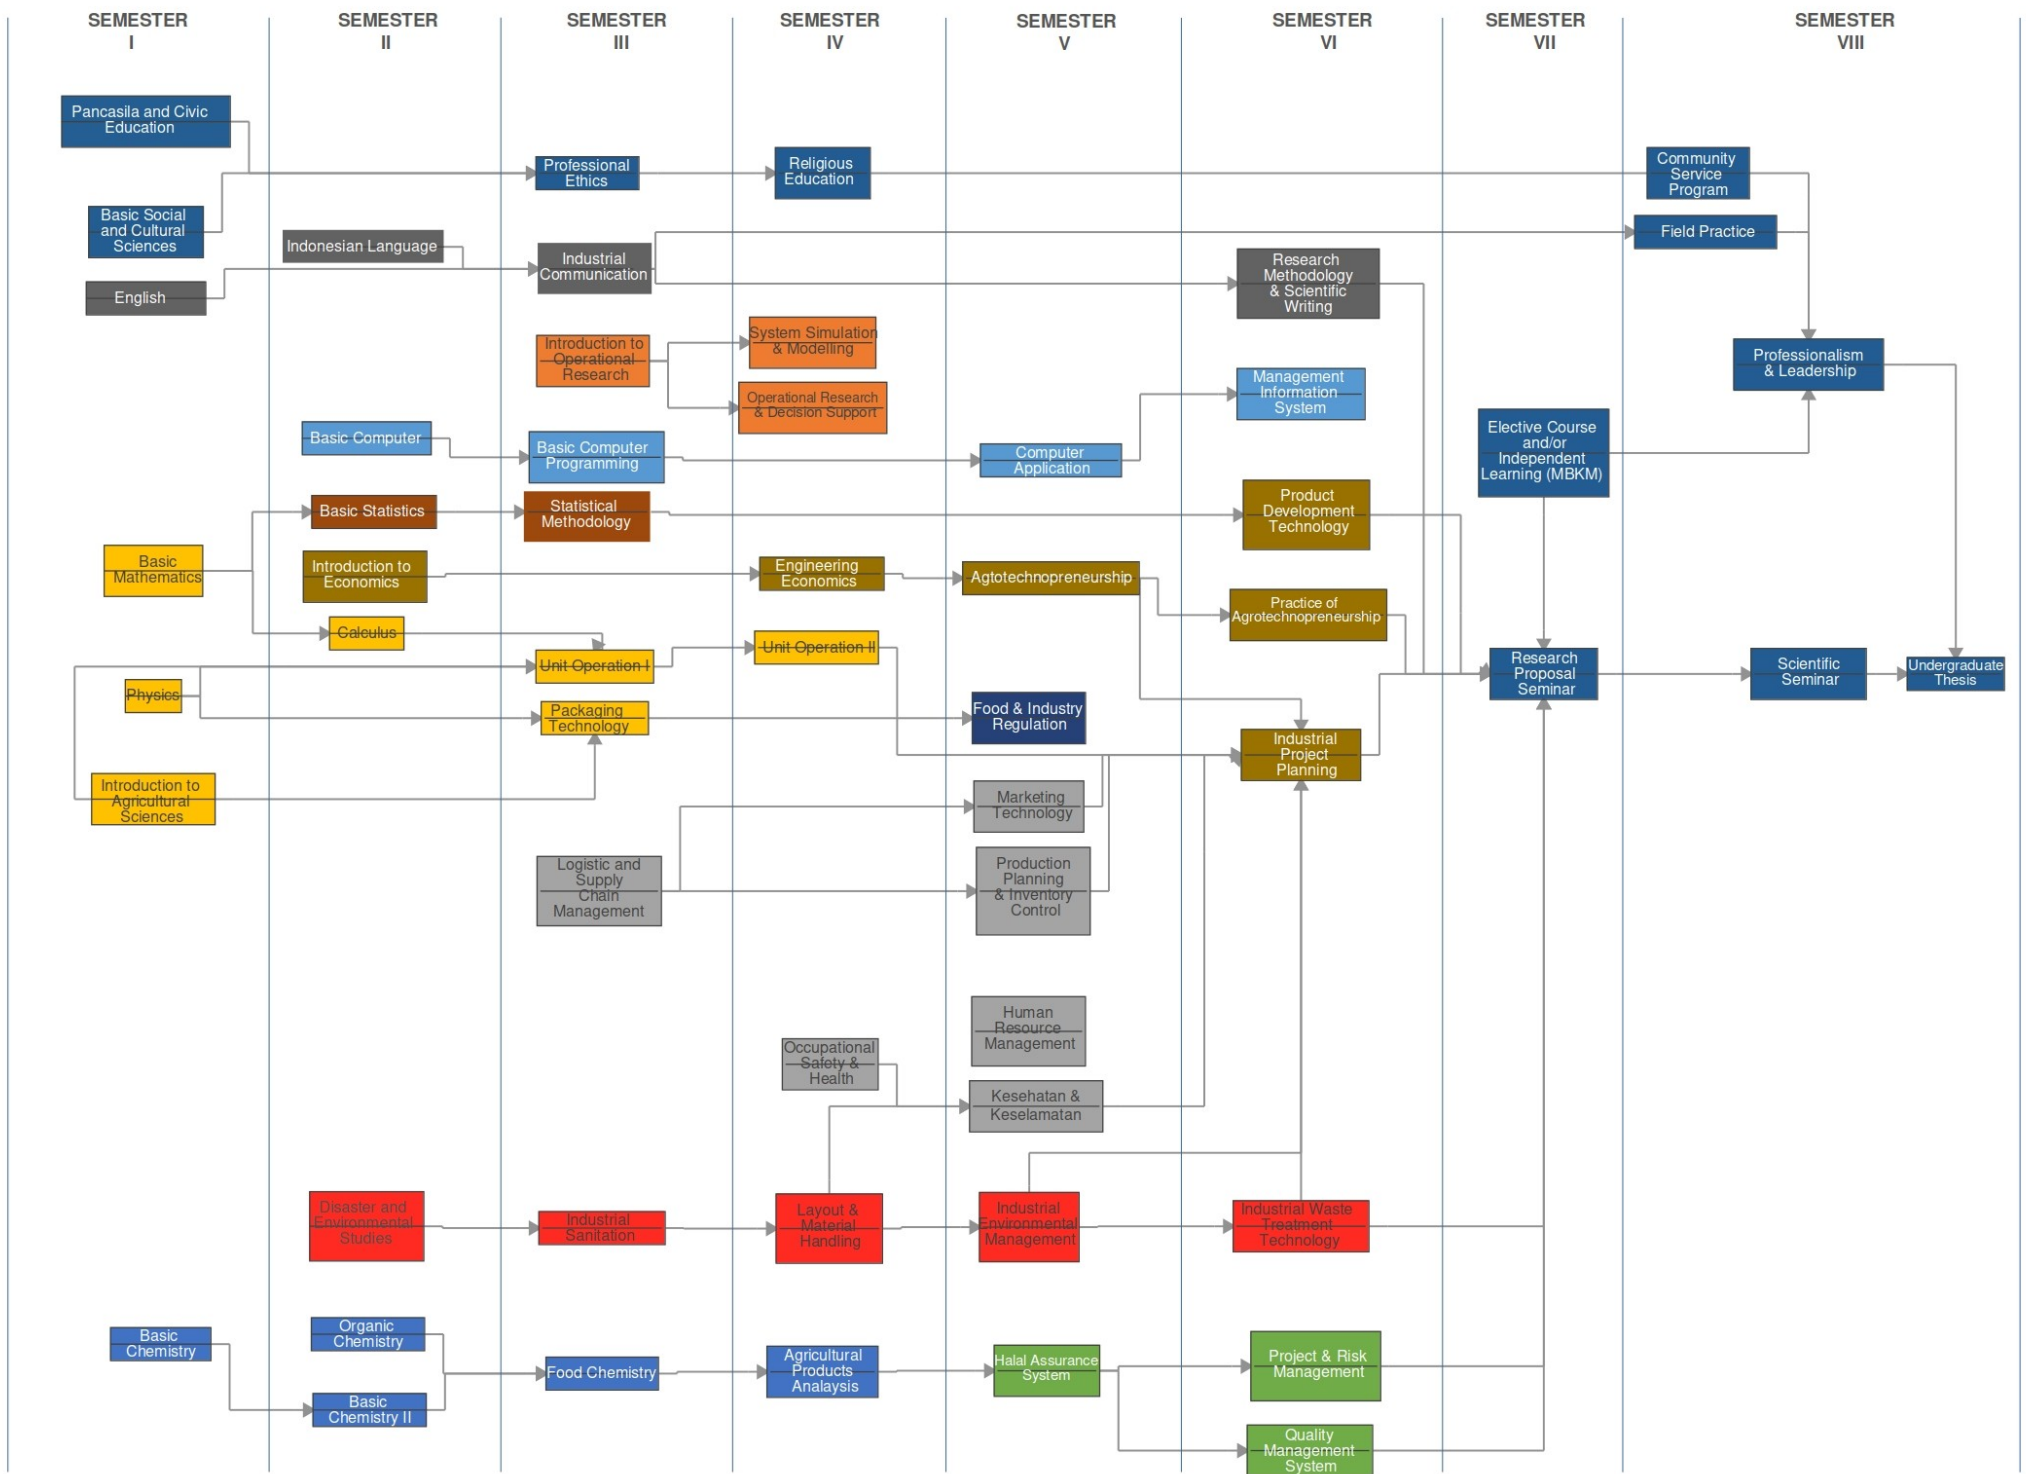 SEMESTER
I
SEMESTER
II
SEMESTER
III
SEMESTER
IV
SEMESTER
V
SEMESTER
VI
SEMESTER
VII
SEMESTER
VIII
Pancasila and Civic
Education
Basic Social
and Cultural
Sciences
English
Basic
Mathematics
Physics
Introduction to
Agricultural
Sciences
Basic
Chemistry
Indonesian Language
Basic Computer
Basic Statistics
Introduction to
Economics
Calculus
Disaster and
Environmental
Studies
Organic
Chemistry
Basic
Chemistry II
Professional
Ethics
Industrial
Communication
Introduction to
Operational
Research
Basic Computer
Programming
Statistical
Methodology
Unit Operation I
Packaging
Technology
Logistic and
Supply
Chain
Management
Industrial
Sanitation
Food Chemistry
Religious
Education
System Simulation
& Modelling
Operational Research
& Decision Support
Engineering
Economics
Unit Operation II
Occupational
Safety &
Health
Layout &
Material
Handling
Agricultural
Products
Analaysis
Computer
Application
Agtotechnopreneurship
Food & Industry
Regulation
Marketing
Technology
Production
Planning
& Inventory
Control
Human
Resource
Management
Kesehatan &
Keselamatan
Industrial
Environmental
Management
Halal Assurance
System
Research
Methodology
& Scientific
Writing
Management
Information
System
Product
Development
Technology
Practice of
Agrotechnopreneurship
Industrial
Project
Planning
Industrial Waste
Treatment
Technology
Project & Risk
Management
Quality
Management
System
Elective Course
and/or
Independent
Learning (MBKM)
Research
Proposal
Seminar
Community
Service
Program
Field Practice
Professionalism
& Leadership
Scientific
Seminar
Undergraduate
Thesis